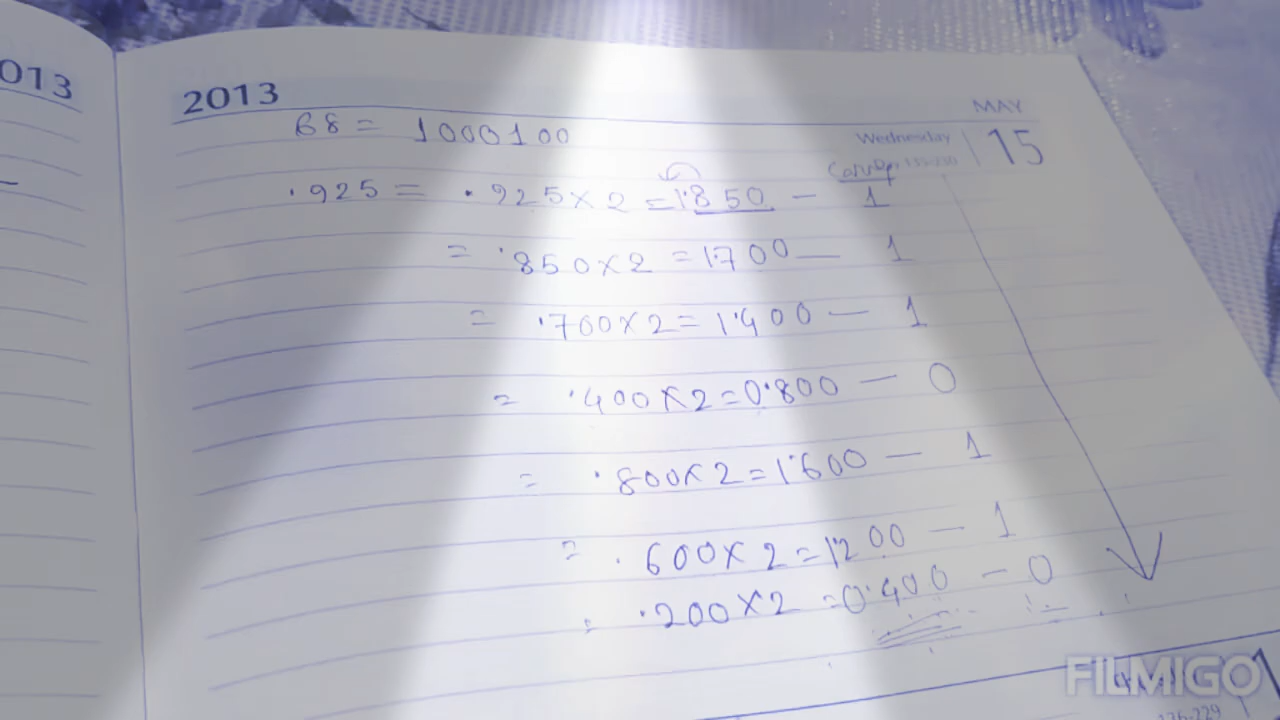 013
2013
MAY
Wednesday
15
68 = 1000100
Carry
.925 = .925×2 = 1.850 — 1
= .850×2 = 1.700 — 1
= .700×2 = 1.400 — 1
= .400×2 = 0.800 — 0
= .800×2 = 1.600 — 1
= .600×2 = 1.200 — 1
= .200×2 = 0.400 — 0
FILMIGO